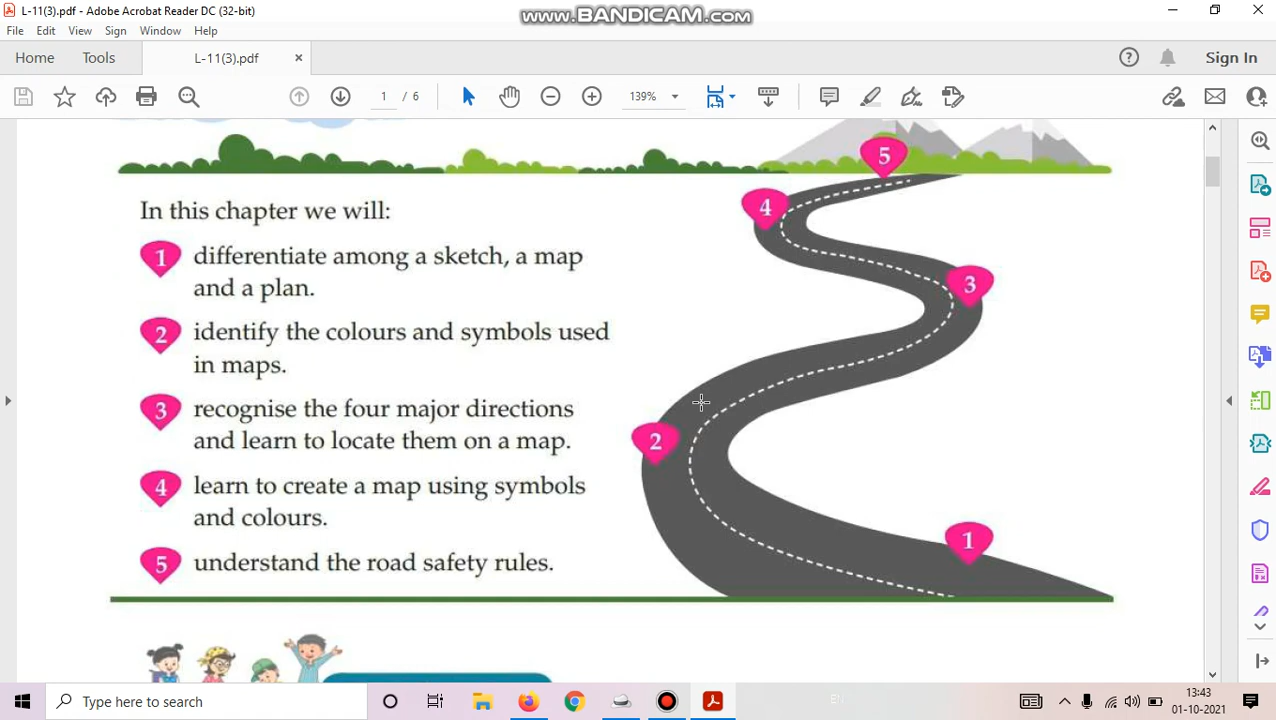 L-11(3).pdf - Adobe Acrobat Reader DC (32-bit)
www.BANDICAM.com
File Edit View Sign Window Help
Home Tools L-11(3).pdf × Sign In
1 / 6 139%
5
4
3
2
1
In this chapter we will:
1 differentiate among a sketch, a map
and a plan.
2 identify the colours and symbols used
in maps.
3 recognise the four major directions
and learn to locate them on a map.
4 learn to create a map using symbols
and colours.
5 understand the road safety rules.
Type here to search
EN
13:43
01-10-2021